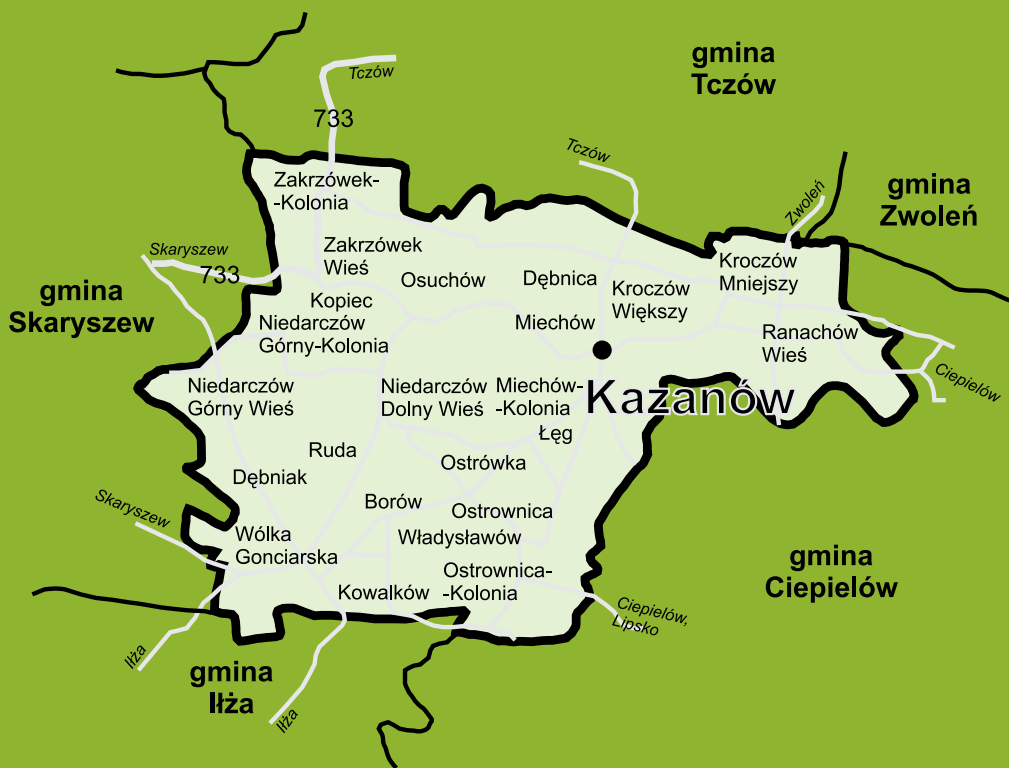 gmina
Tczów
Tczów
733
Tczów
Zakrzówek-
-Kolonia
Zwoleń
gmina
Zwoleń
Skaryszew
733
Zakrzówek
Wieś
Osuchów
Dębnica
Kroczów
Mniejszy
gmina
Skaryszew
Kopiec
Kroczów
Większy
Niedarczów
Górny-Kolonia
Miechów
Ranachów
Wieś
Ciepielów
Niedarczów
Górny Wieś
Niedarczów
Dolny Wieś
Miechów-
-Kolonia
Kazanów
Łęg
Ruda
Ostrówka
Dębniak
Skaryszew
Borów
Ostrownica
Wólka
Gonciarska
Władysławów
gmina
Ciepielów
Ostrownica-
-Kolonia
Kowalków
Ciepielów,
Lipsko
Iłża
gmina
Iłża
Iłża